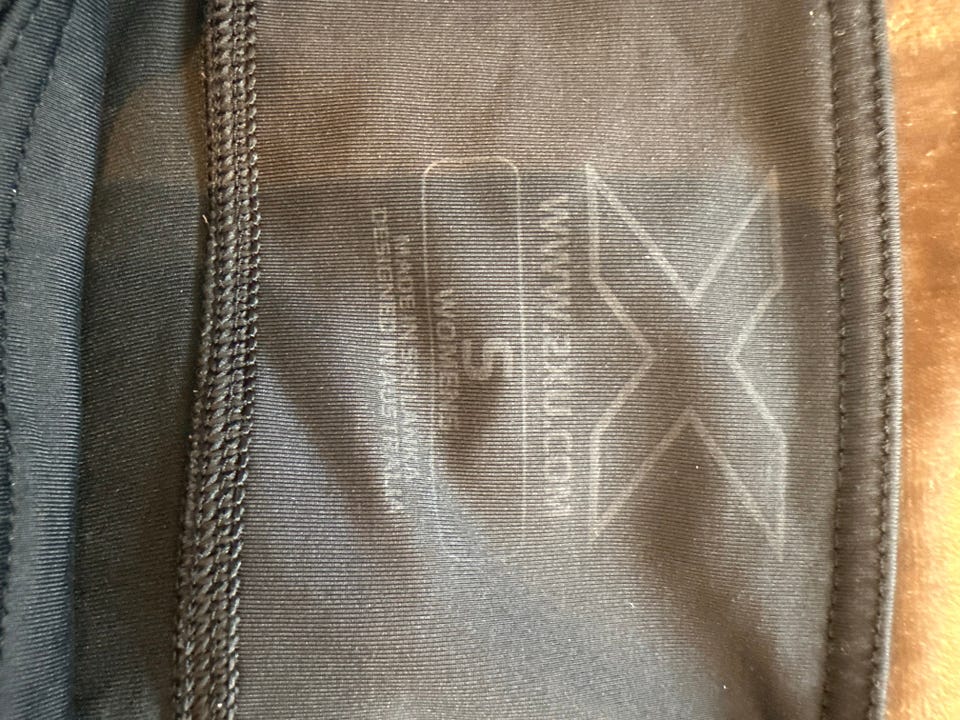 X
WWW.2XU.COM
S
WOMENS
MADE IN SRI LANKA
DESIGNED IN AUSTRALIA